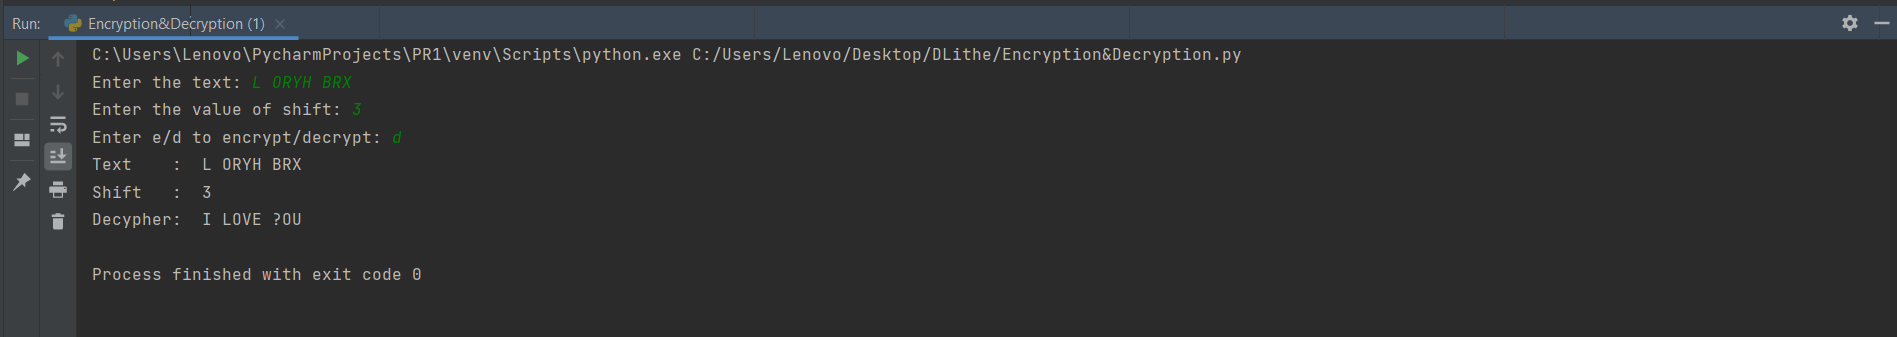 Run: Encryption&Decryption (1)
C:\Users\Lenovo\PycharmProjects\PR1\venv\Scripts\python.exe C:/Users/Lenovo/Desktop/DLithe/Encryption&Decryption.py
Enter the text: L ORYH BRX
Enter the value of shift: 3
Enter e/d to encrypt/decrypt: d
Text    :  L ORYH BRX
Shift   :  3
Decypher:  I LOVE ?OU
Process finished with exit code 0